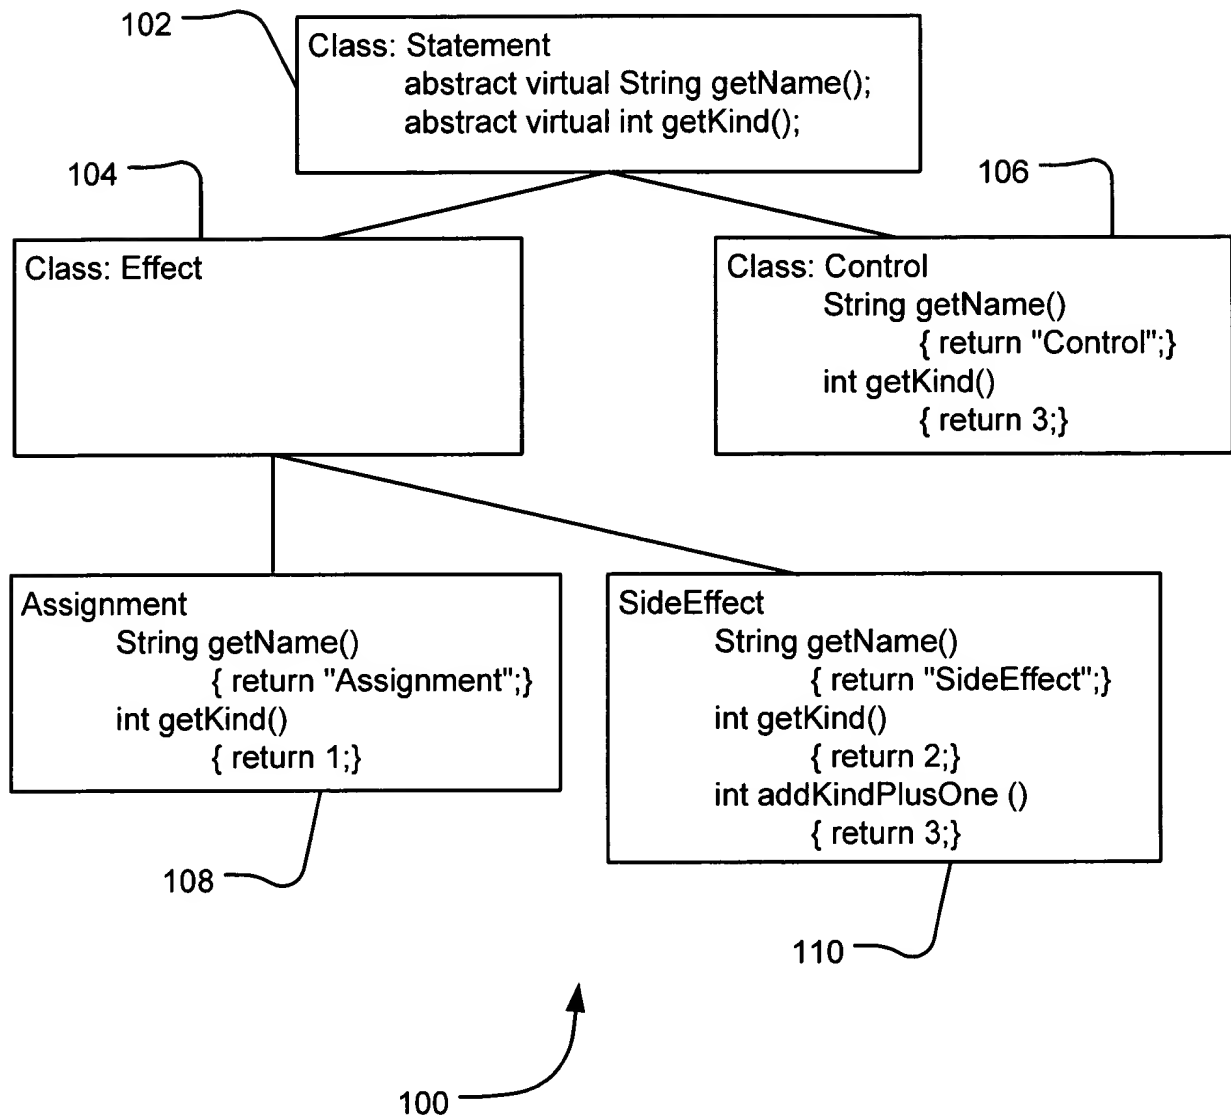 102
Class: Statement
abstract virtual String getName();
abstract virtual int getKind();
104
106
Class: Effect
Class: Control
String getName()
{ return "Control";}
int getKind()
{ return 3;}
Assignment
String getName()
{ return "Assignment";}
int getKind()
{ return 1;}
SideEffect
String getName()
{ return "SideEffect";}
int getKind()
{ return 2;}
int addKindPlusOne ()
{ return 3;}
108
110
100